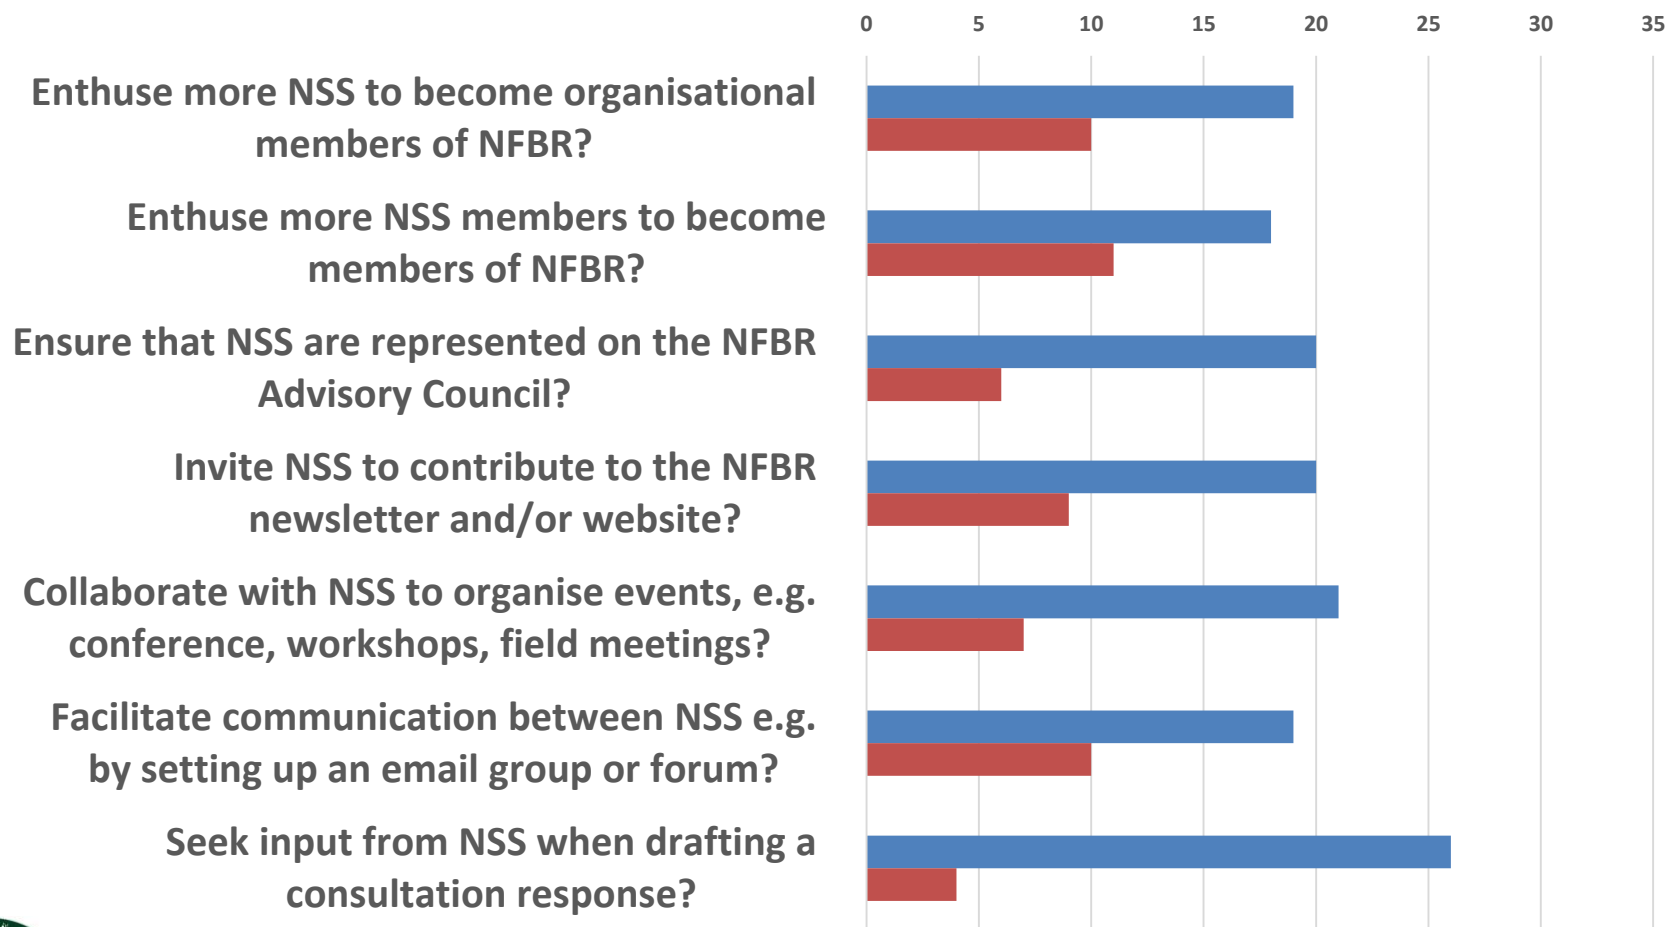 0 5 10 15 20 25 30 35
Enthuse more NSS to become organisational
members of NFBR?
Enthuse more NSS members to become
members of NFBR?
Ensure that NSS are represented on the NFBR
Advisory Council?
Invite NSS to contribute to the NFBR
newsletter and/or website?
Collaborate with NSS to organise events, e.g.
conference, workshops, field meetings?
Facilitate communication between NSS e.g.
by setting up an email group or forum?
Seek input from NSS when drafting a
consultation response?